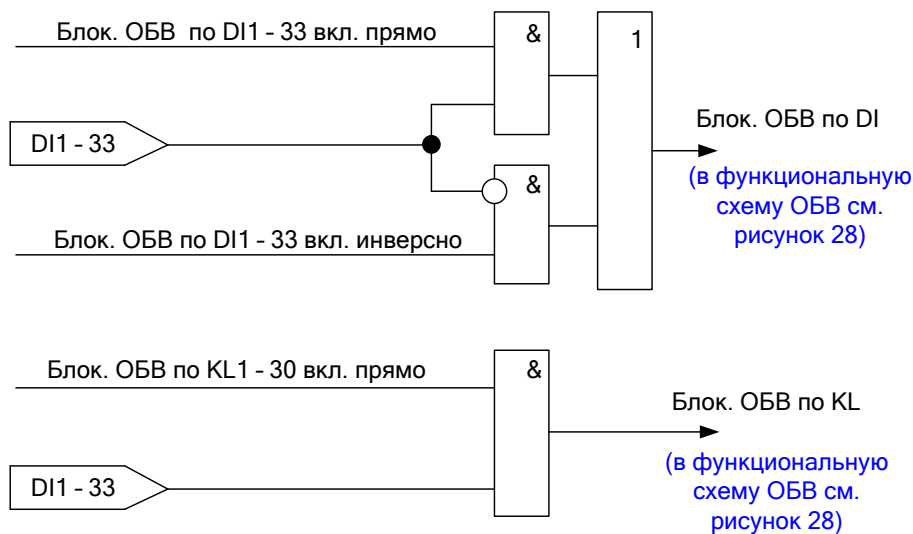 Блок. ОБВ по DI1 - 33 вкл. прямо
&
1
DI1 - 33
Блок. ОБВ по DI
(в функциональную
схему ОБВ см.
рисунок 28)
&
Блок. ОБВ по DI1 - 33 вкл. инверсно
Блок. ОБВ по KL1 - 30 вкл. прямо
&
Блок. ОБВ по KL
(в функциональную
схему ОБВ см.
рисунок 28)
DI1 - 33